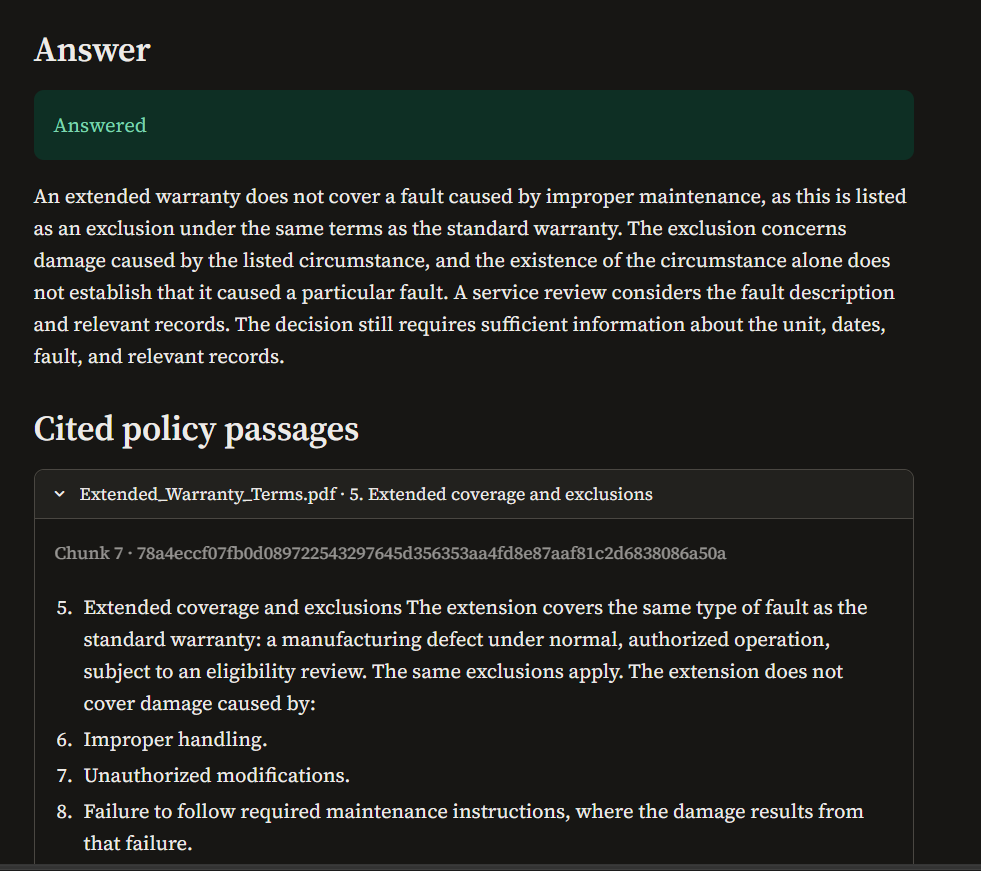 Answer
Answered
An extended warranty does not cover a fault caused by improper maintenance, as this is listed
as an exclusion under the same terms as the standard warranty. The exclusion concerns
damage caused by the listed circumstance, and the existence of the circumstance alone does
not establish that it caused a particular fault. A service review considers the fault description
and relevant records. The decision still requires sufficient information about the unit, dates,
fault, and relevant records.
Cited policy passages
Extended_Warranty_Terms.pdf · 5. Extended coverage and exclusions
Chunk 7 · 78a4eccf07fb0d089722543297645d356353aa4fd8e87aaf81c2d6838086a50a
5. Extended coverage and exclusions The extension covers the same type of fault as the
standard warranty: a manufacturing defect under normal, authorized operation,
subject to an eligibility review. The same exclusions apply. The extension does not
cover damage caused by:
6. Improper handling.
7. Unauthorized modifications.
8. Failure to follow required maintenance instructions, where the damage results from
that failure.